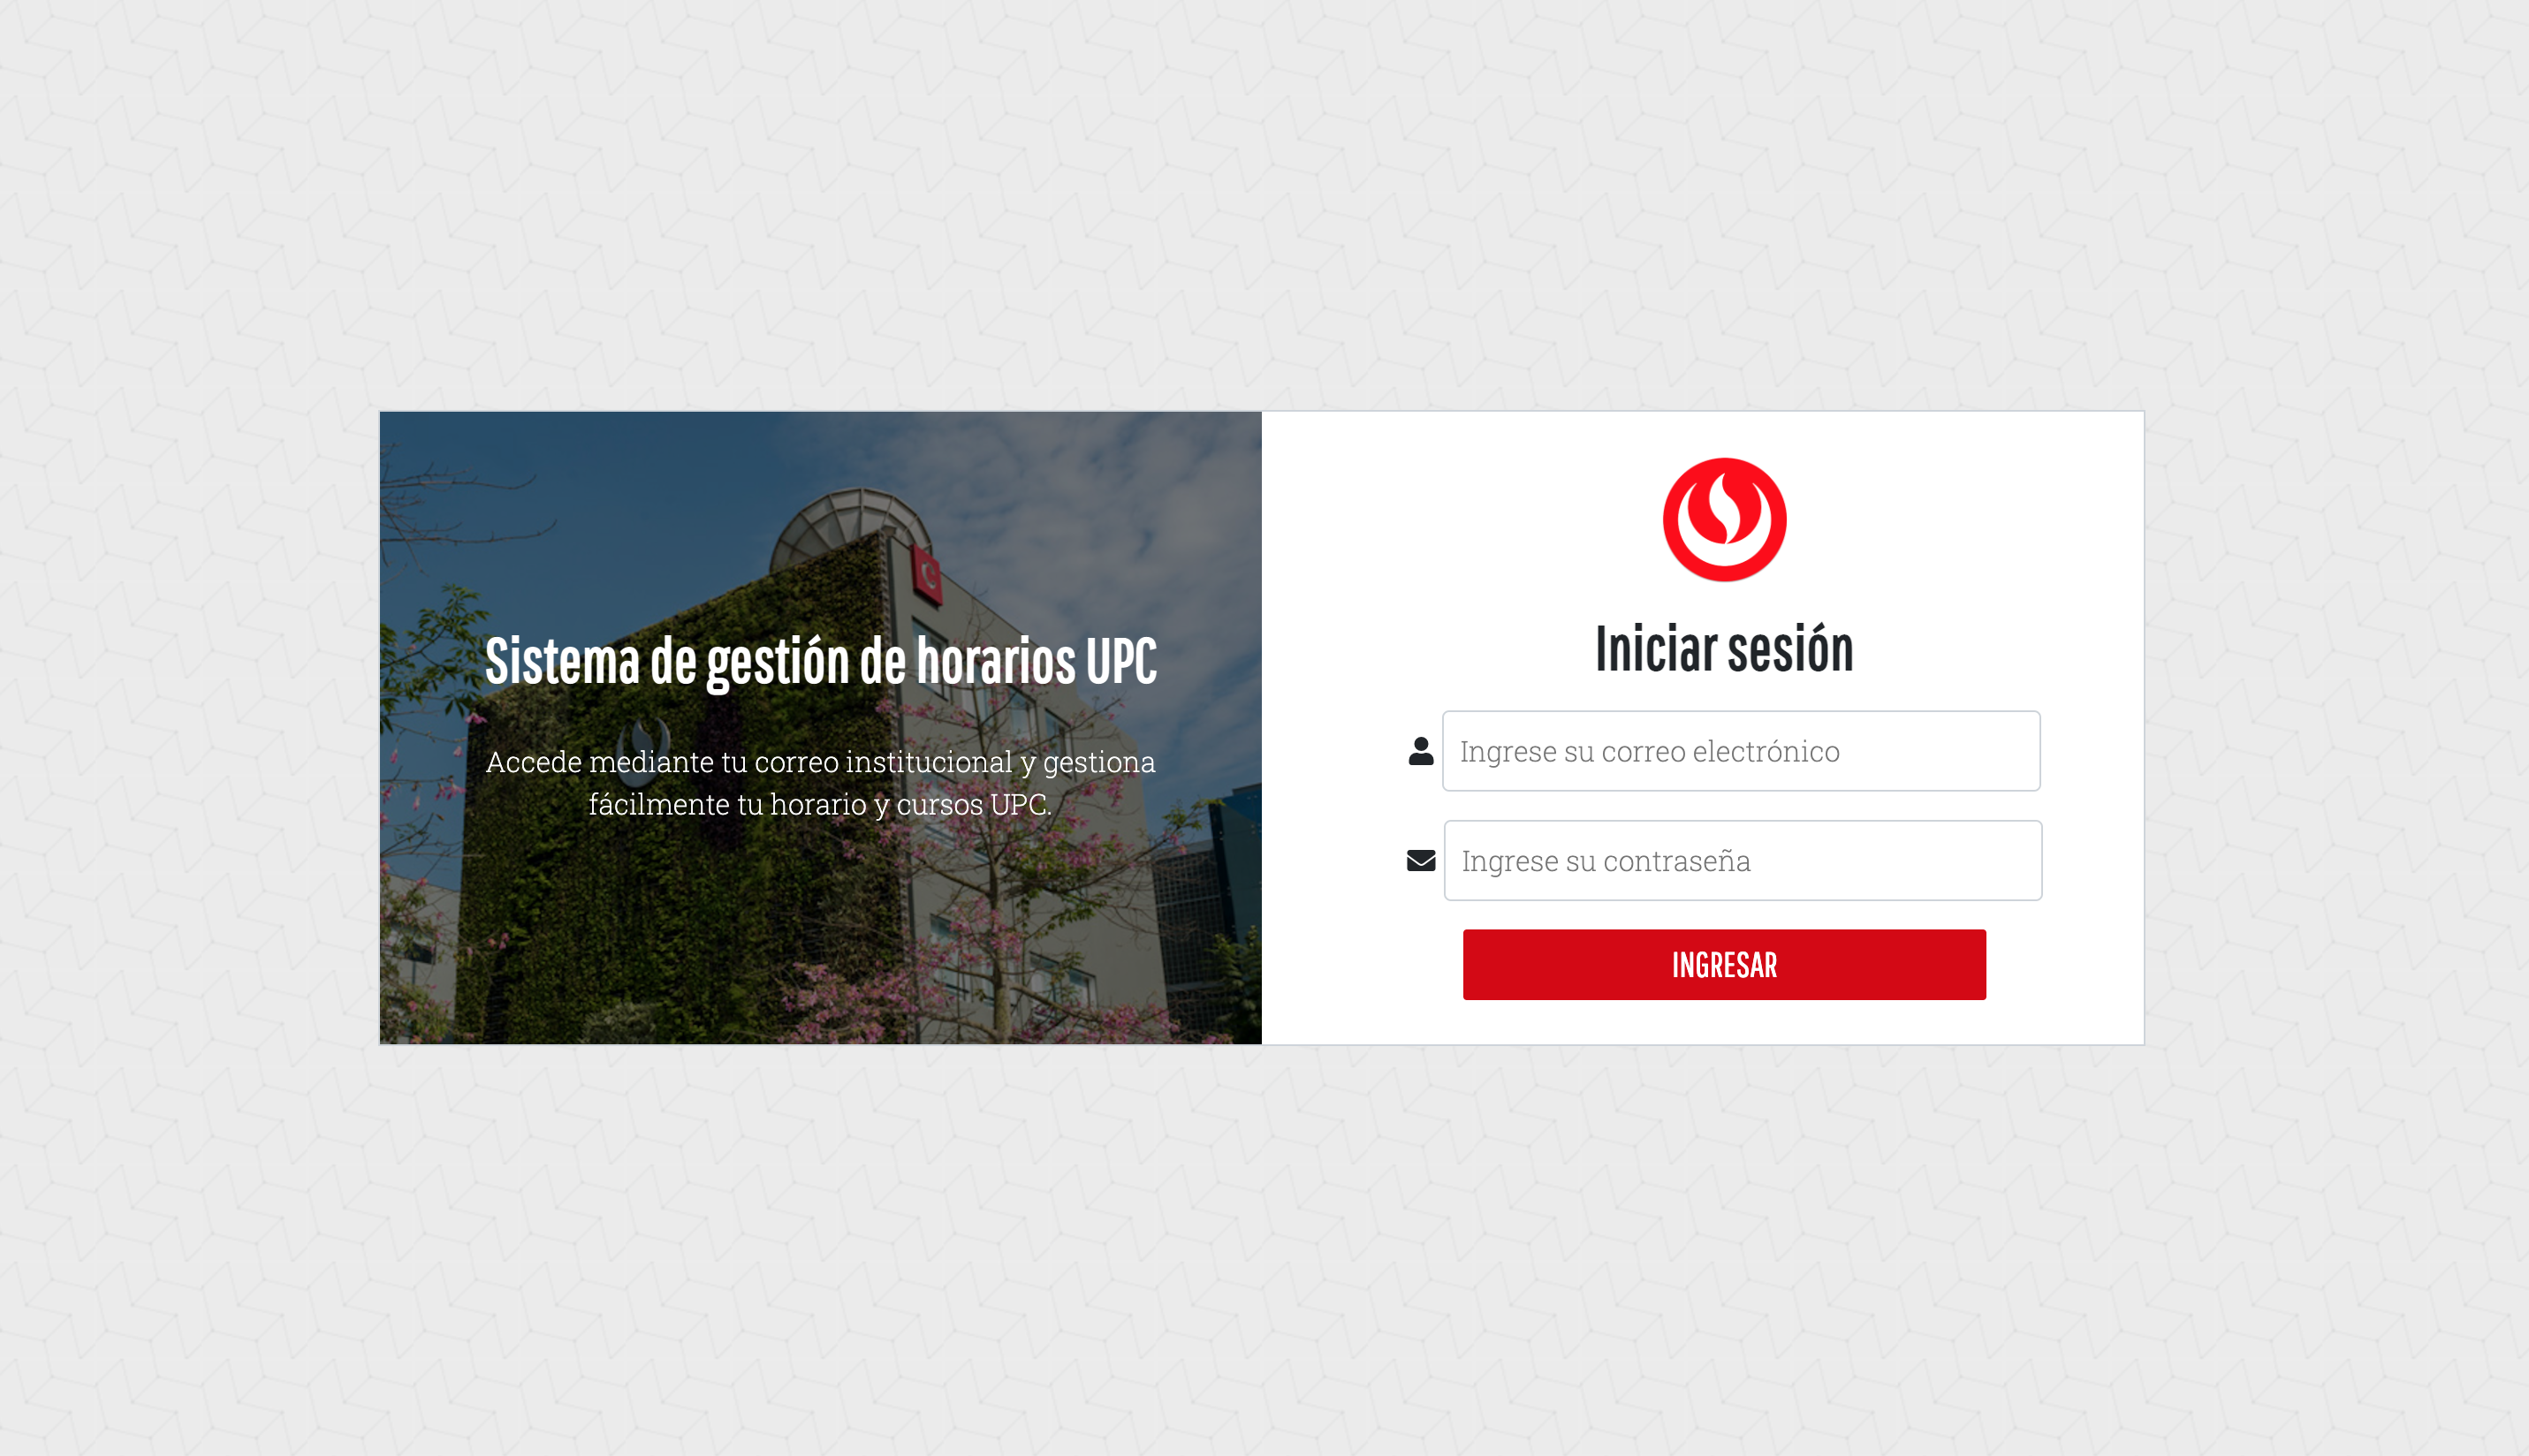 Sistema de gestión de horarios UPC
Accede mediante tu correo institucional y gestiona
fácilmente tu horario y cursos UPC.
Iniciar sesión
Ingrese su correo electrónico
Ingrese su contraseña
INGRESAR